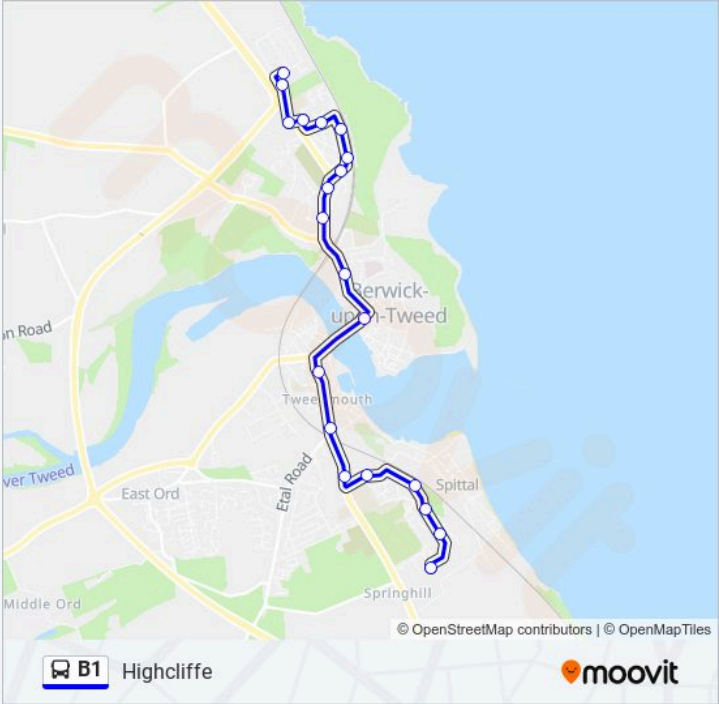 Berwick-
upon-Tweed
on Road
Tweedmouth
ver Tweed
East Ord
Etal Road
Spittal
Springhill
Middle Ord
© OpenStreetMap contributors | © OpenMapTiles
B1 Highcliffe
moovit